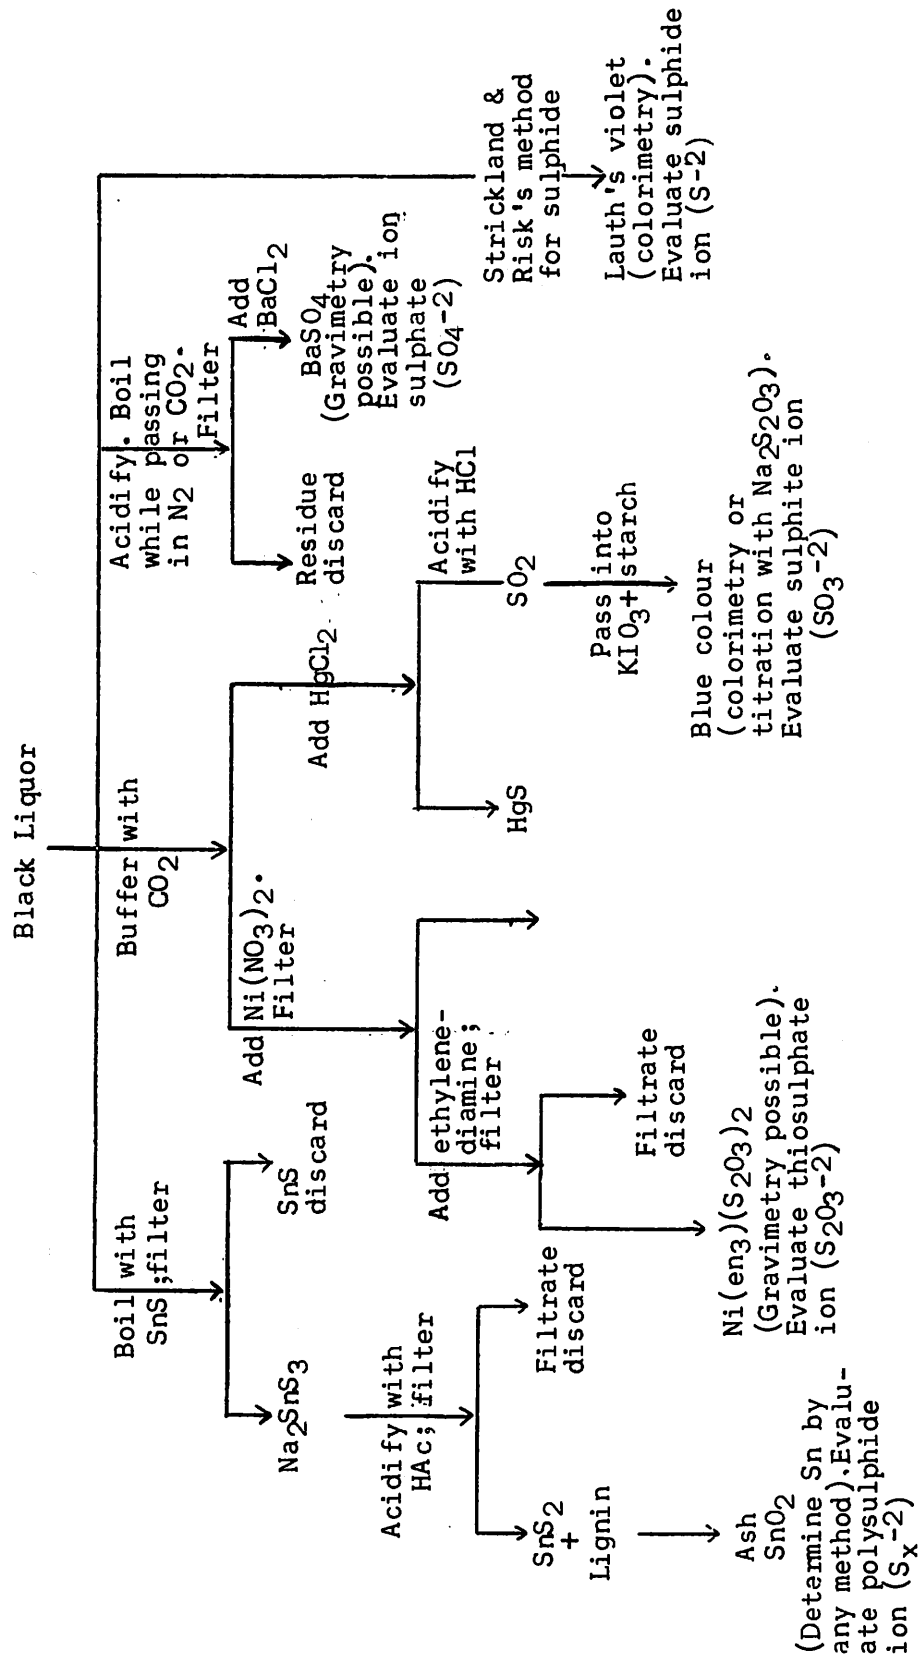 Black Liquor
Boil with
SnS ;filter
Na2SnS3
SnS
discard
Acidify with
HAc; filter
SnS2
+
Lignin
Filtrate
discard
Ash
SnO2
(Determine Sn by
any method).Evalu-
ate polysulphide
ion (Sx-2)
Buffer with
CO2
Add Ni(NO3)2.
Filter
Add ethylene-
diamine;
filter
Filtrate
discard
Ni(en3)(S2O3)2
(Gravimetry possible).
Evaluate thiosulphate
ion (S2O3-2)
Add HgCl2
HgS
Acidify
with HCl
SO2
Pass into
KIO3+ starch
Blue colour
(colorimetry or
titration with Na2S2O3).
Evaluate sulphite ion
(SO3-2)
Acidify. Boil
while passing
in N2 or CO2.
Filter
Residue
discard
Add
BaCl2
BaSO4
(Gravimetry
possible).
Evaluate ion
sulphate
(SO4-2)
Strickland &
Risk's method
for sulphide
Lauth's violet
(colorimetry).
Evaluate sulphide
ion (S-2)